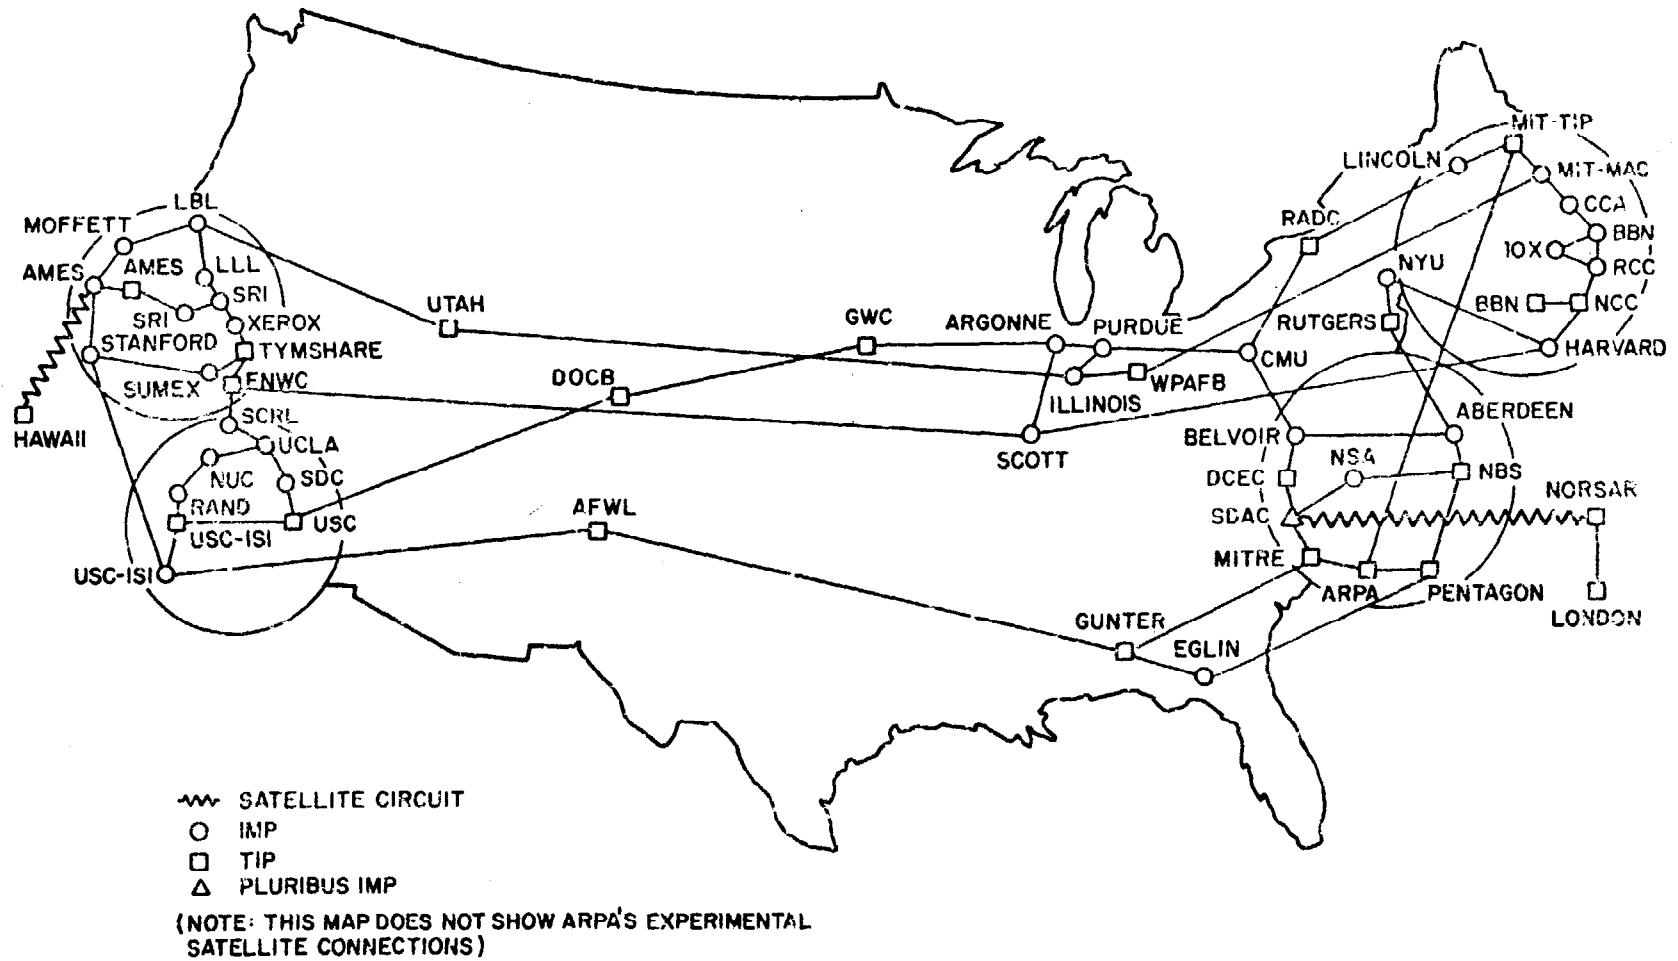 MIT-TIP
LINCOLN
MIT-MAC
LBL
CCA
MOFFETT
RADC
BBN
10X
AMES
AMES
LLL
NYU
RCC
SRI
UTAH
BBN
NCC
SRI
XEROX
GWC
ARGONNE
PURDUE
RUTGERS
STANFORD
TYMSHARE
CMU
HARVARD
SUMEX
FNWC
DOCB
WPAFB
ILLINOIS
SCRL
ABERDEEN
HAWAII
UCLA
BELVOIR
SCOTT
NSA
NUC
SDC
DCEC
NBS
NORSAR
RAND
AFWL
SDAC
USC
USC-ISI
MITRE
USC-ISI
ARPA
PENTAGON
GUNTER
LONDON
EGLIN
SATELLITE CIRCUIT
IMP
TIP
PLURIBUS IMP
(NOTE: THIS MAP DOES NOT SHOW ARPA'S EXPERIMENTAL
SATELLITE CONNECTIONS)